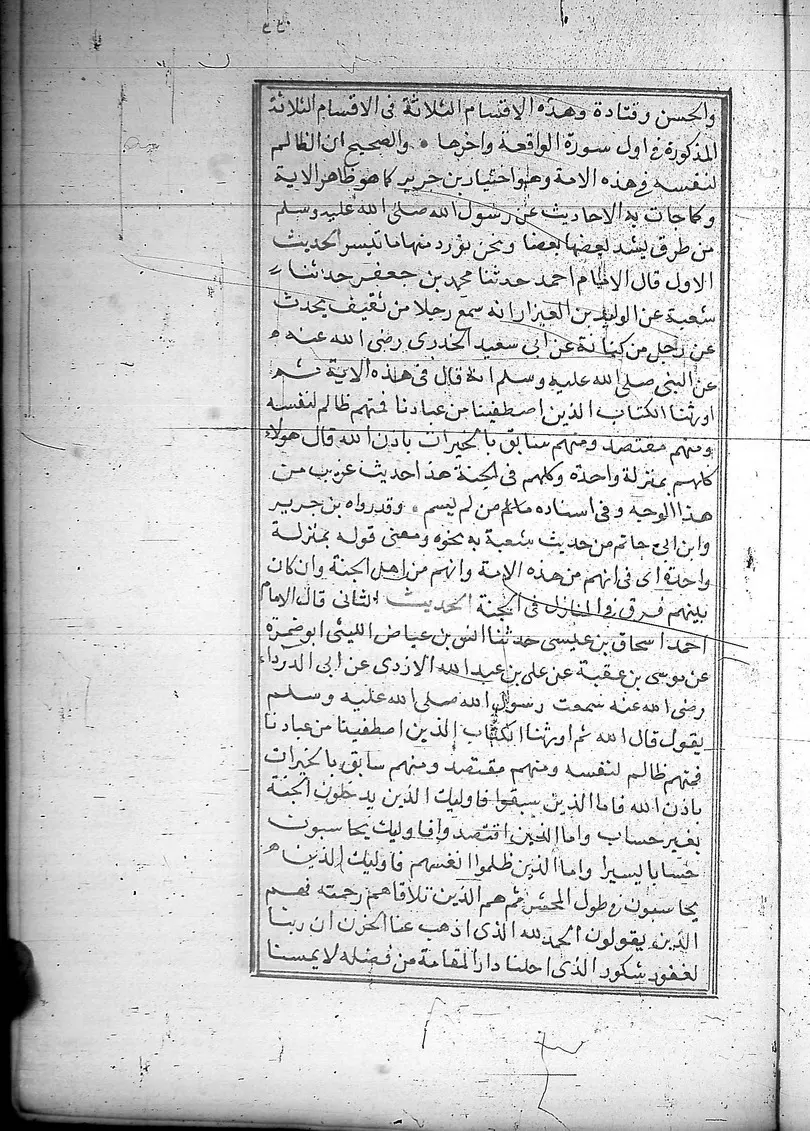 والحسن وقتادة وهذه الاقسام الثلاثة فى الاقسام الثلاثة
المذكورة فى اول سورة الواقعة واخرها • والصحيح ان الظالم
لنفسه فى هذه الامة وهو اختيار بن جرير كما هو ظاهر الاية
وكما جات به الاحاديث عن رسول الله صلى الله عليه وسلم
من طرق يشد بعضها بعضا ونحن نورد منها ما تيسر الحديث
الاول قال الامام احمد حدثنا محمد بن جعفر حدثنا
شعبة عن الوليد بن العيزار انه سمع رجلا من ثقيف يحدث
عن رجل من كنانة عن ابى سعيد الخدرى رضى الله عنه
عن النبى صلى الله عليه وسلم انه قال فى هذه الاية ثم
اورثنا الكتاب الذين اصطفينا من عبادنا فمنهم ظالم لنفسه
ومنهم مقتصد ومنهم سابق بالخيرات باذن الله قال هولاء
كلهم بمنزلة واحدة وكلهم فى الجنة هذا حديث غريب من
هذا الوجه وفى اسناده من لم يسم • وقد رواه بن جرير
وابن ابى حاتم من حديث شعبة به نحوه ومعنى قوله بمنزلة
واحدة اى فى انهم من هذه الامة وانهم من اهل الجنة وان كان
بينهم فرق والمنازل فى الجنة الحديث الثانى قال الامام
احمد اسحاق بن عيسى حدثنا انس بن عياض الليثى ابو ضمرة
عن موسى بن عقبة عن على بن عبد الله الازدى عن ابى الدرداء
رضى الله عنه سمعت رسول الله صلى الله عليه وسلم
يقول قال الله ثم اورثنا الكتاب الذين اصطفينا من عبادنا
فمنهم ظالم لنفسه ومنهم مقتصد ومنهم سابق بالخيرات
باذن الله فاما الذين سبقوا فاوليك الذين يدخلون الجنة
بغير حساب واما الذين اقتصدوا فاوليك يحاسبون
حسابا يسيرا واما الذين ظلموا انفسهم فاوليك الذين
يحاسبون فى طول المحشر ثم هم الذين تلاقاهم رحمته فهم
الذين يقولون الحمد لله الذى اذهب عنا الحزن ان ربنا
لغفور شكور الذى احلنا دار المقامة من فضله لا يمسنا